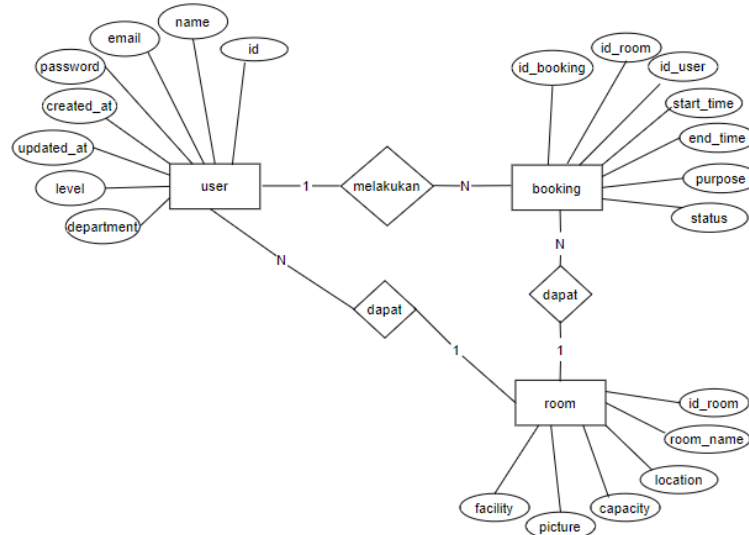 name
email
id
password
created_at
updated_at
level
department
user
1
melakukan
N
id_booking
id_room
id_user
start_time
end_time
purpose
status
booking
N
dapat
1
N
dapat
1
room
id_room
room_name
location
capacity
picture
facility